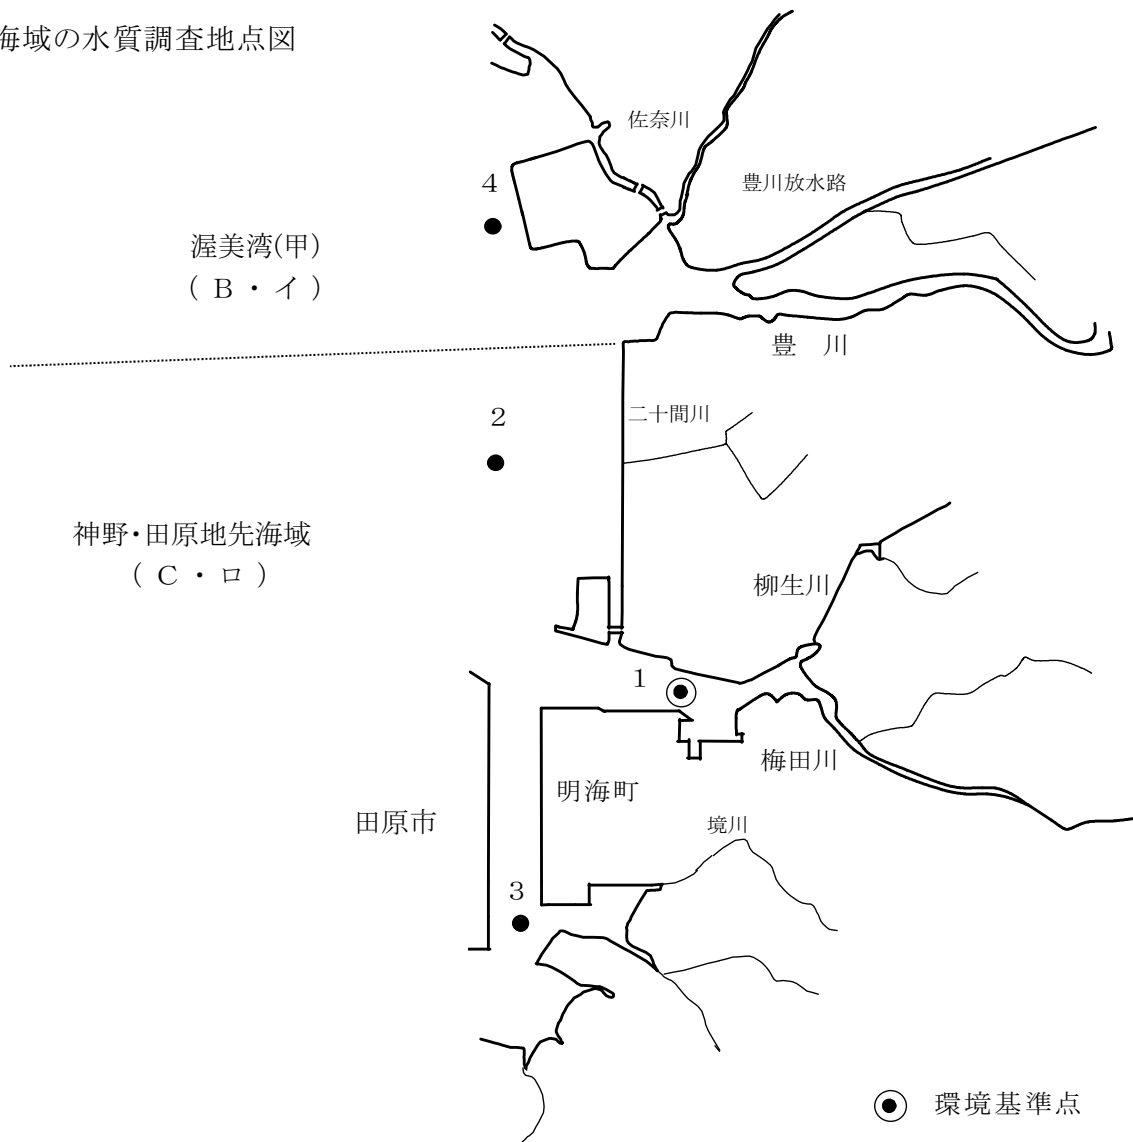 海域の水質調査地点図
佐奈川
4
豊川放水路
渥美湾(甲)
( B・イ )
豊 川
2
二十間川
神野・田原地先海域
( C・ロ )
柳生川
1
梅田川
明海町
田原市
境川
3
環境基準点